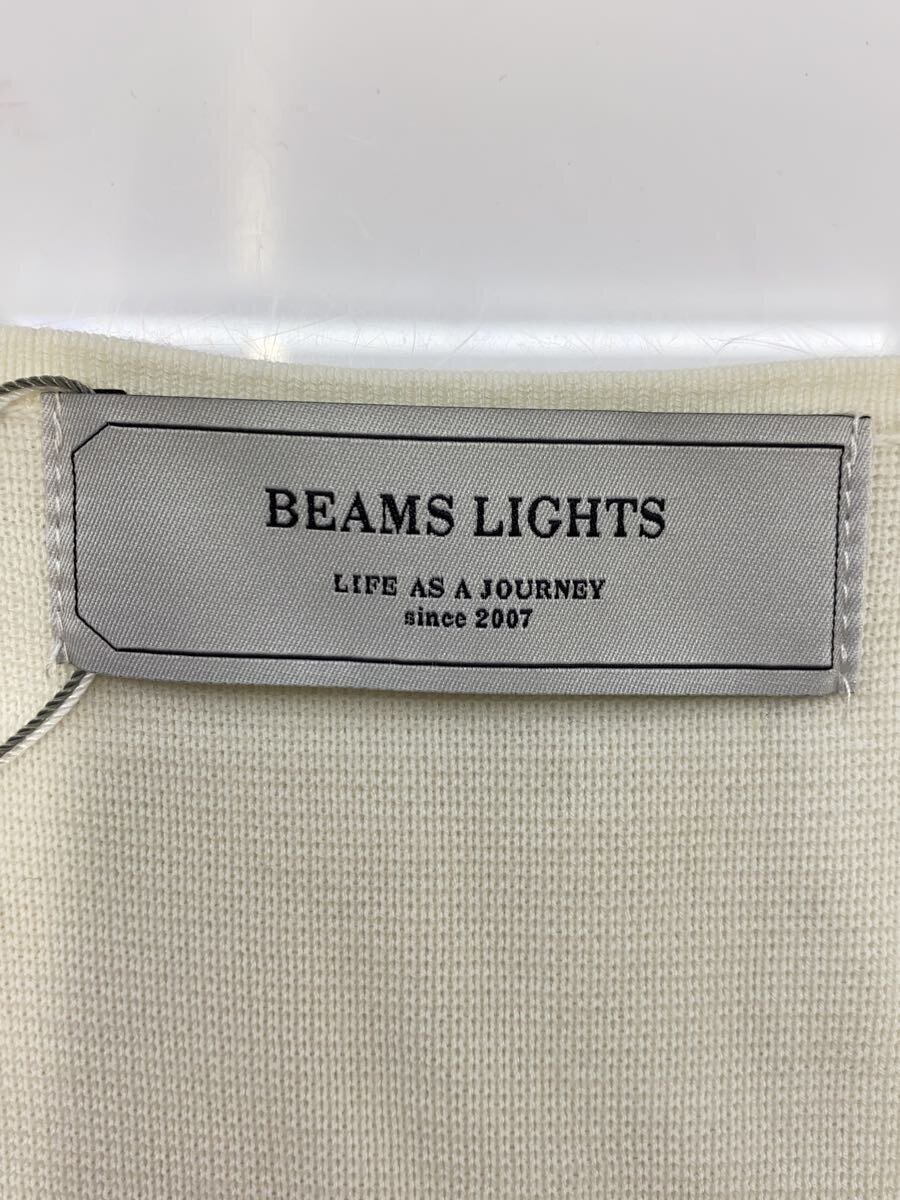 BEAMS LIGHTS
LIFE AS A JOURNEY
since 2007